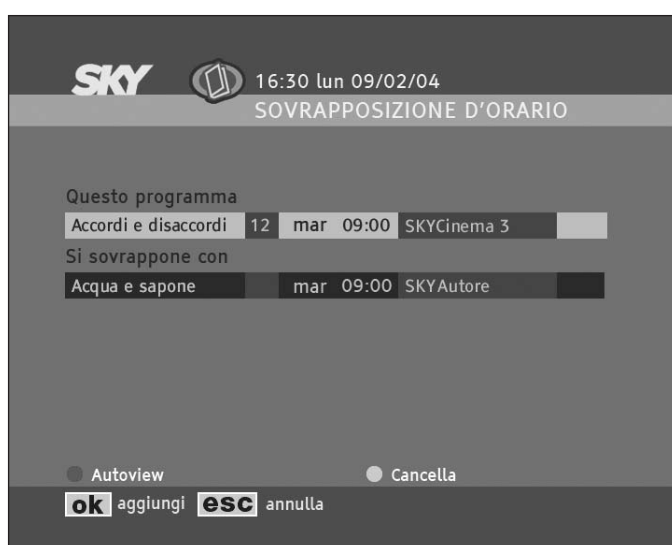 SKY 16:30 lun 09/02/04
SOVRAPPOSIZIONE D'ORARIO
Questo programma
Accordi e disaccordi 12 mar 09:00 SKYCinema 3
Si sovrappone con
Acqua e sapone mar 09:00 SKYAutore
Autoview Cancella
ok aggiungi esc annulla